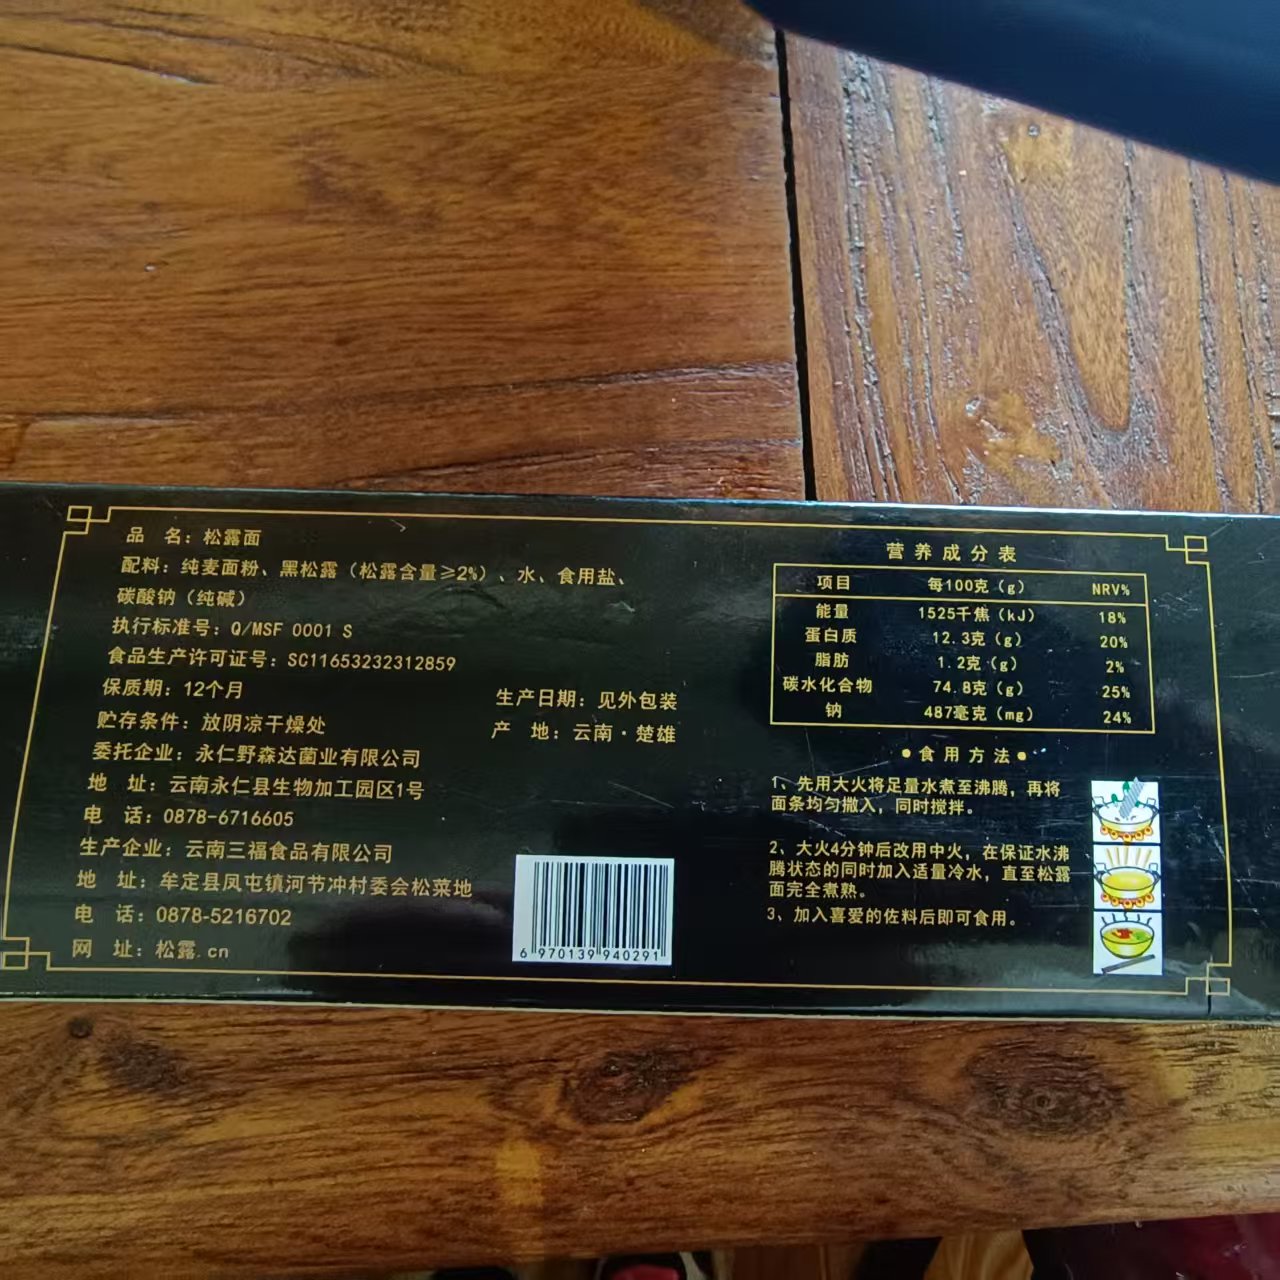 品 名：松露面
配料：纯麦面粉、黑松露（松露含量≥2%）、水、食用盐、
碳酸钠（纯碱）
执行标准号：Q/MSF 0001 S
食品生产许可证号：SC11653232312859
保质期：12个月
生产日期：见外包装
贮存条件：放阴凉干燥处
产 地：云南·楚雄
委托企业：永仁野森达菌业有限公司
地 址：云南永仁县生物加工园区1号
电 话：0878-6716605
生产企业：云南三福食品有限公司
地 址：牟定县凤屯镇河节冲村委会松菜地
电 话：0878-5216702
网 址：松露.cn
6 970139 940291
营养成分表
项目 每100克（g） NRV%
能量 1525千焦（kJ） 18%
蛋白质 12.3克（g） 20%
脂肪 1.2克（g） 2%
碳水化合物 74.8克（g） 25%
钠 487毫克（mg） 24%
●食用方法●
1、先用大火将足量水煮至沸腾，再将
面条均匀撒入，同时搅拌。
2、大火4分钟后改用中火，在保证水沸
腾状态的同时加入适量冷水，直至松露
面完全煮熟。
3、加入喜爱的佐料后即可食用。